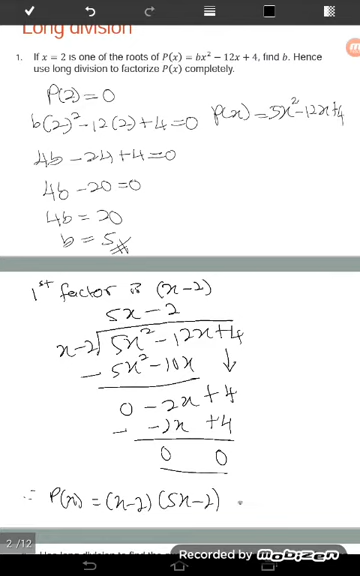 Long division
1. If x = 2 is one of the roots of P(x) = bx² − 12x + 4, find b. Hence
use long division to factorize P(x) completely.
P(2) = 0
b(2)² − 12(2) + 4 = 0
P(x) = 5x² − 12x + 4
4b − 24 + 4 = 0
4b − 20 = 0
4b = 20
b = 5
1st factor is (x − 2)
5x − 2
x − 2 5x² − 12x + 4
− 5x² − 10x
0 − 2x + 4
− − 2x + 4
0 0
∴ P(x) = (x − 2)(5x − 2)
2 / 12
Recorded by Mobizen